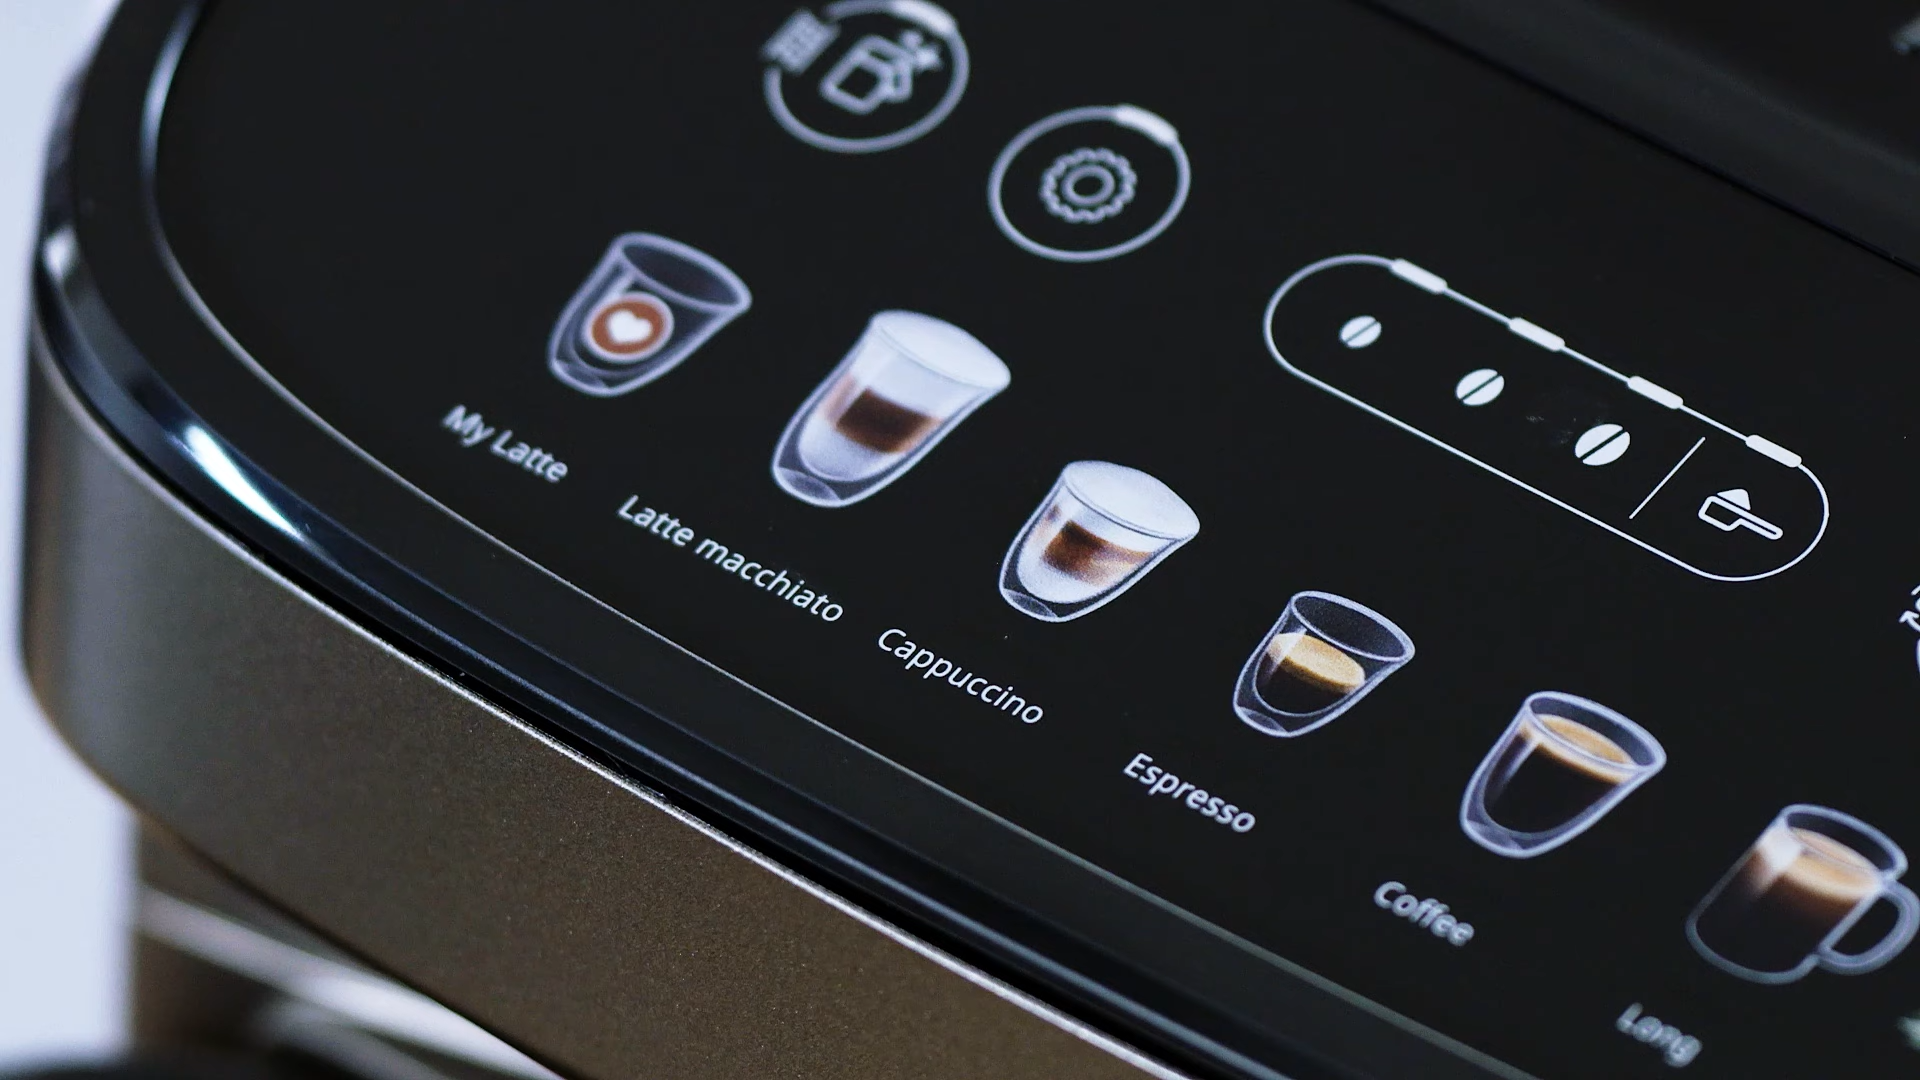 My Latte
Latte macchiato
Cappuccino
Espresso
Coffee
Long